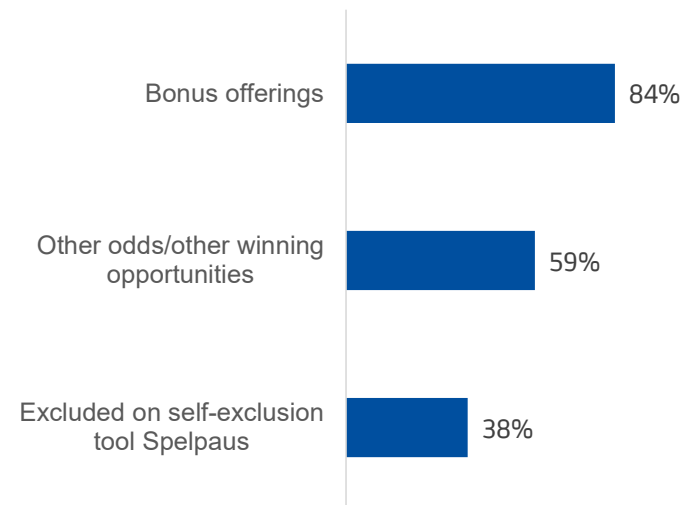 Bonus offerings
84%
Other odds/other winning
opportunities
59%
Excluded on self-exclusion
tool Spelpaus
38%